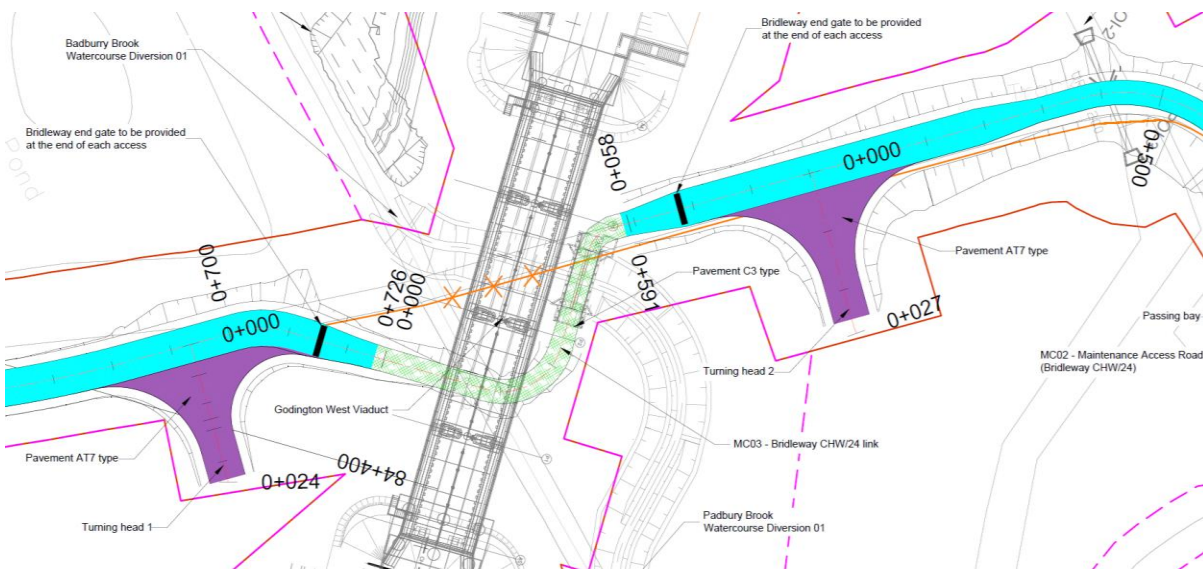 Bridleway end gate to be provided
at the end of each access
Badburry Brook
Watercourse Diversion 01
Bridleway end gate to be provided
at the end of each access
Pond
0+058
0+000
0+500
0+700
0+726
0+000
0+591
Pavement AT7 type
Pavement C3 type
0+000
0+027
Passing bay
Turning head 2
MC02 - Maintenance Access Road
(Bridleway CHW/24)
Godington West Viaduct
MC03 - Bridleway CHW/24 link
Pavement AT7 type
84+400
0+024
Turning head 1
Padbury Brook
Watercourse Diversion 01